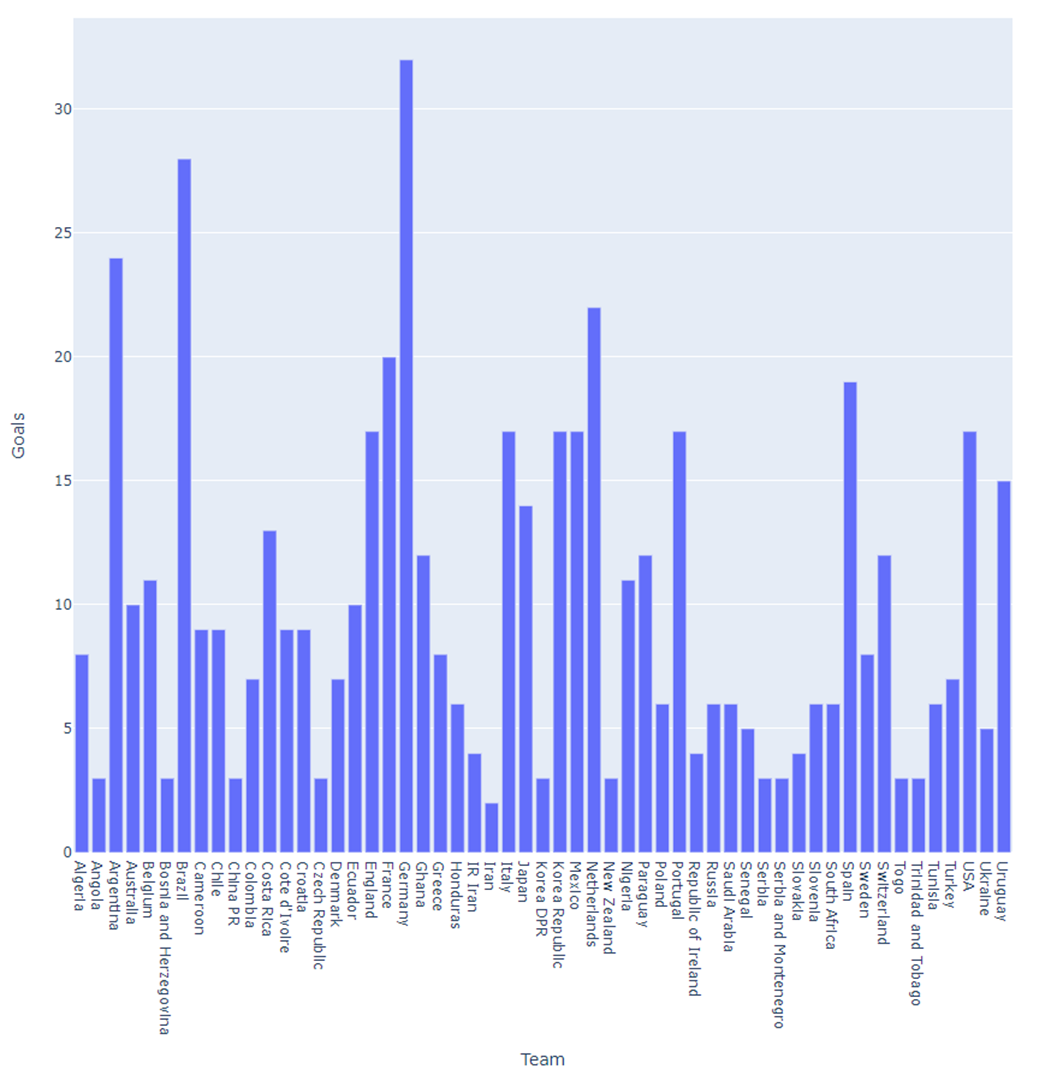 30
25
20
15
10
5
0
Goals
Algeria
Angola
Argentina
Australia
Belgium
Bosnia and Herzegovina
Brazil
Cameroon
Chile
China PR
Colombia
Costa Rica
Cote d'Ivoire
Croatia
Czech Republic
Denmark
Ecuador
England
France
Germany
Ghana
Greece
Honduras
IR Iran
Iran
Italy
Japan
Korea DPR
Korea Republic
Mexico
Netherlands
New Zealand
Nigeria
Paraguay
Poland
Portugal
Republic of Ireland
Russia
Saudi Arabia
Senegal
Serbia
Serbia and Montenegro
Slovakia
Slovenia
South Africa
Spain
Sweden
Switzerland
Togo
Trinidad and Tobago
Tunisia
Turkey
USA
Ukraine
Uruguay
Team